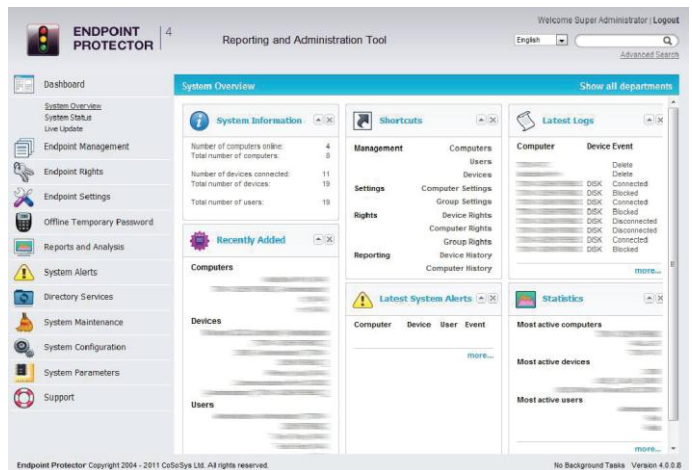 Welcome Super Administrator | Logout
ENDPOINT PROTECTOR 4
Reporting and Administration Tool
English
Advanced Search
Dashboard
System Overview
System Status
Live Update
Endpoint Management
Endpoint Rights
Endpoint Settings
Offline Temporary Password
Reports and Analysis
System Alerts
Directory Services
System Maintenance
System Configuration
System Parameters
Support
System Overview Show all departments
System Information
Number of computers online: 4
Total number of computers: 8
Number of devices connected: 11
Total number of devices: 19
Total number of users: 19
Recently Added
Computers
Devices
Users
Shortcuts
Management Computers
Users
Devices
Settings Computer Settings
Group Settings
Rights Device Rights
Computer Rights
Group Rights
Reporting Device History
Computer History
Latest System Alerts
Computer Device User Event
more...
Latest Logs
Computer Device Event
Delete
Delete
DISK Connected
DISK Blocked
DISK Connected
DISK Blocked
DISK Disconnected
DISK Disconnected
DISK Connected
DISK Blocked
more...
Statistics
Most active computers
Most active devices
Most active users
more...
Endpoint Protector Copyright 2004 - 2011 CoSoSys Ltd. All rights reserved.
No Background Tasks Version 4.0.0.8